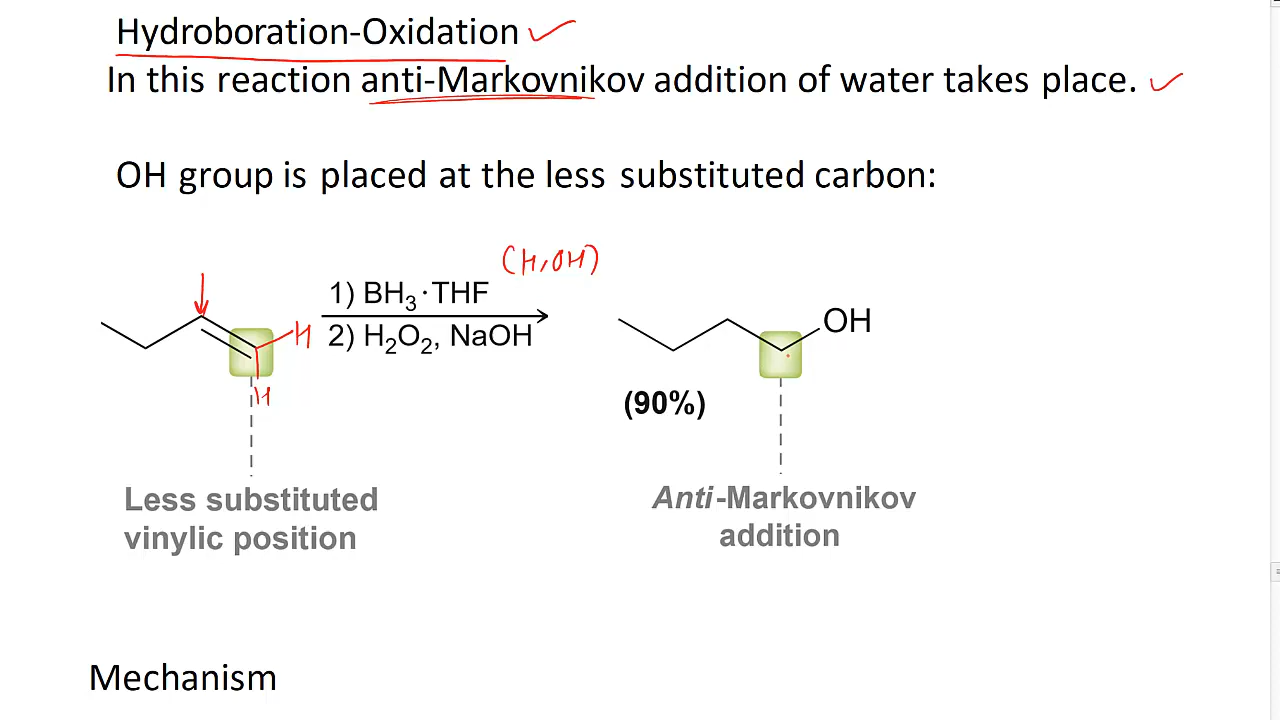 Hydroboration-Oxidation
In this reaction anti-Markovnikov addition of water takes place.
OH group is placed at the less substituted carbon:
(H,OH)
1) BH₃·THF
2) H₂O₂, NaOH
H
H
OH
(90%)
Less substituted
vinylic position
Anti-Markovnikov
addition
Mechanism